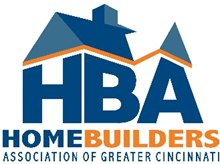 HBA
HOMEBUILDERS
ASSOCIATION OF GREATER CINCINNATI